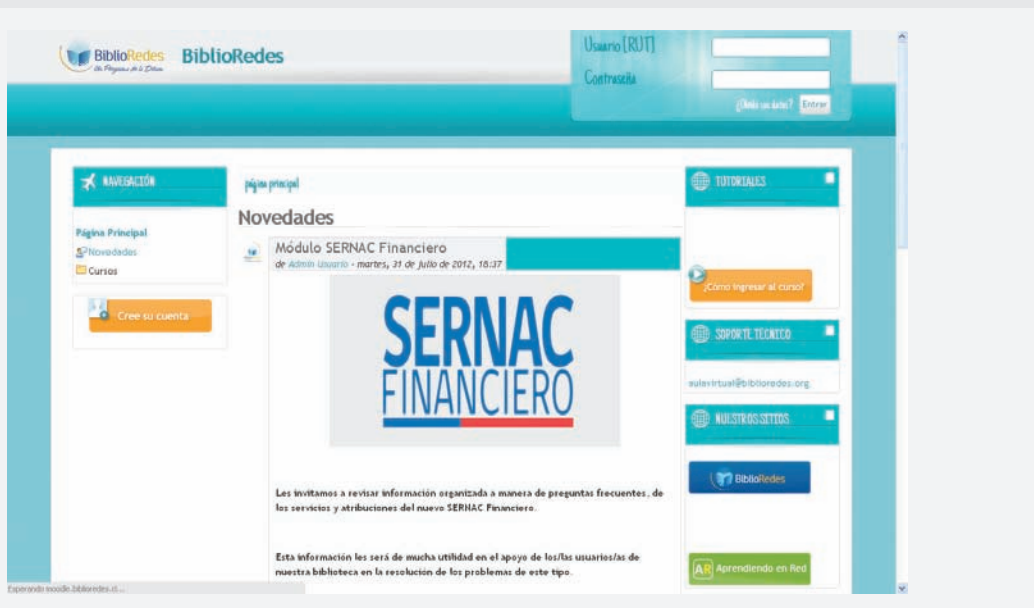 BiblioRedes
BiblioRedes
Usuario [RUT]
Contraseña
Entrar
NAVEGACIÓN
Página Principal
Novedades
Cursos
Cree su cuenta
página principal
Novedades
Módulo SERNAC Financiero
de Admin Usuario - martes, 31 de julio de 2012, 18:37
SERNAC
FINANCIERO
Les invitamos a revisar información organizada a manera de preguntas frecuentes, de
los servicios y atribuciones del nuevo SERNAC Financiero.
Esta información les será de mucha utilidad en el apoyo de los/las usuarios/as de
nuestra biblioteca en la resolución de los problemas de este tipo.
TUTORIALES
¿Cómo ingresar al curso?
SOPORTE TÉCNICO
aulavirtual@biblioredes.org
NUESTROS SITIOS
BiblioRedes
AR Aprendiendo en Red
Esperando moodle.biblioredes.cl...